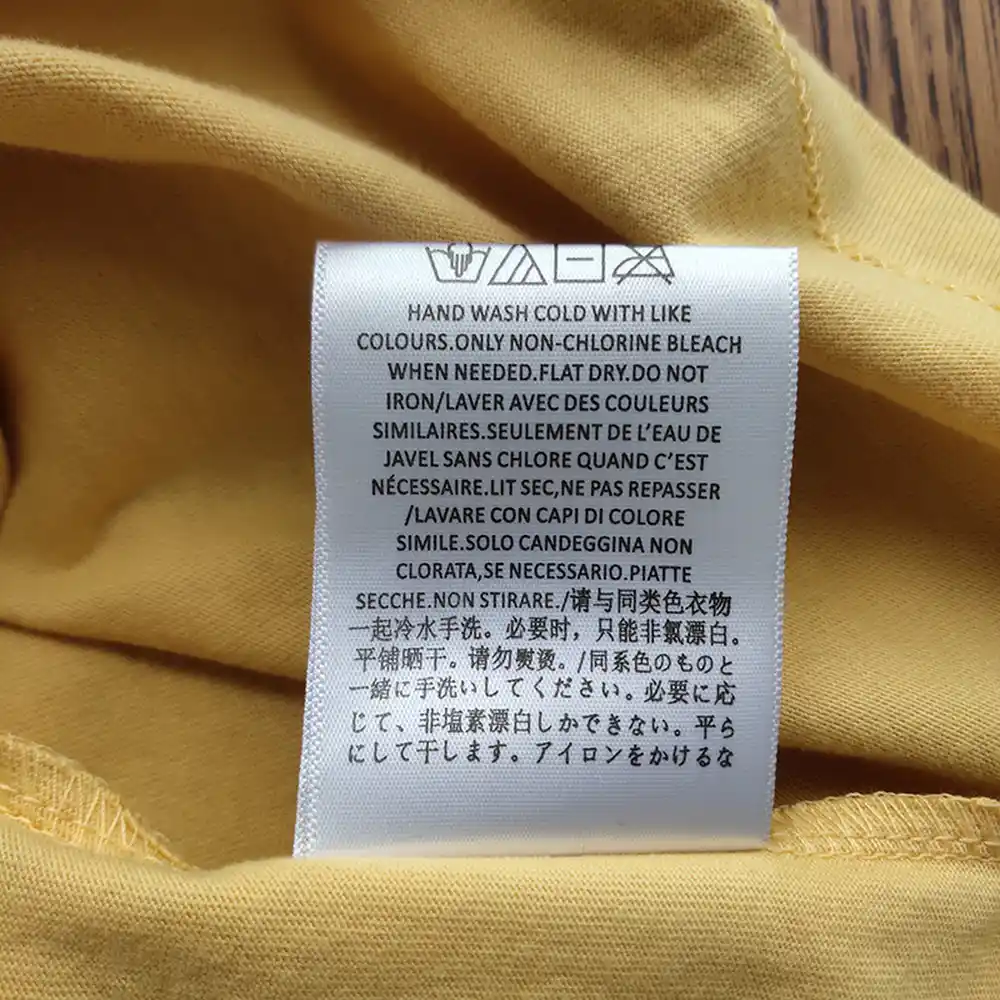 HAND WASH COLD WITH LIKE
COLOURS.ONLY NON-CHLORINE BLEACH
WHEN NEEDED.FLAT DRY.DO NOT
IRON/LAVER AVEC DES COULEURS
SIMILAIRES.SEULEMENT DE L'EAU DE
JAVEL SANS CHLORE QUAND C'EST
NÉCESSAIRE.LIT SEC,NE PAS REPASSER
/LAVARE CON CAPI DI COLORE
SIMILE.SOLO CANDEGGINA NON
CLORATA,SE NECESSARIO.PIATTE
SECCHE.NON STIRARE./请与同类色衣物
一起冷水手洗。必要时，只能非氯漂白。
平铺晒干。请勿熨烫。/同系色のものと
一緒に手洗いしてください。必要に応
じて、非塩素漂白しかできない。平ら
にして干します。アイロンをかけるな